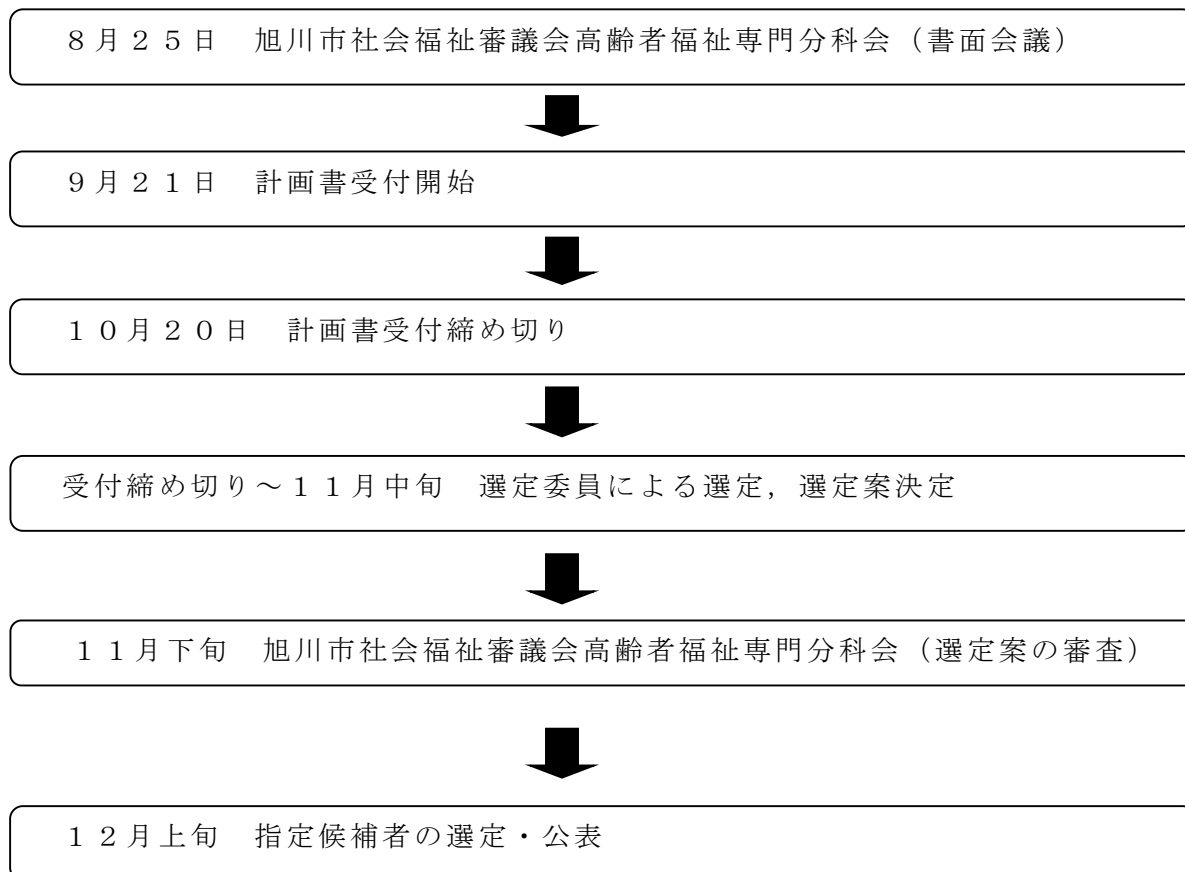 ８月２５日　旭川市社会福祉審議会高齢者福祉専門分科会（書面会議）
９月２１日　計画書受付開始
１０月２０日　計画書受付締め切り
受付締め切り～１１月中旬　選定委員による選定，選定案決定
１１月下旬　旭川市社会福祉審議会高齢者福祉専門分科会（選定案の審査）
１２月上旬　指定候補者の選定・公表